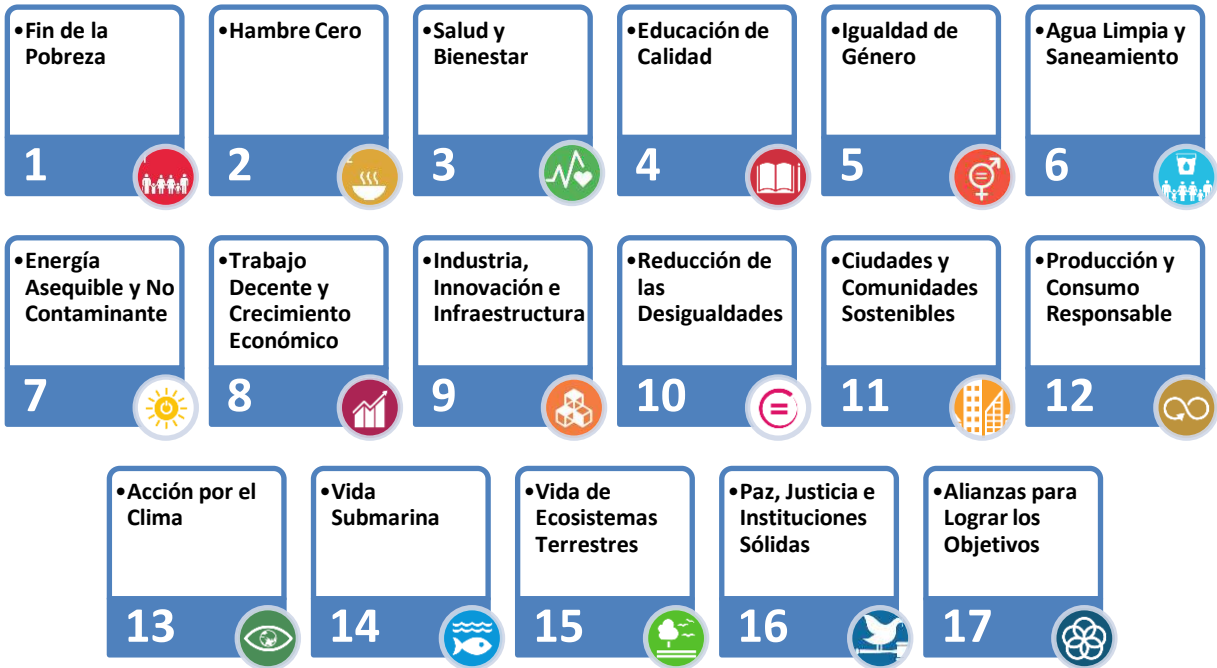 •Fin de la
Pobreza
1
•Hambre Cero
2
•Salud y
Bienestar
3
•Educación de
Calidad
4
•Igualdad de
Género
5
•Agua Limpia y
Saneamiento
6
•Energía
Asequible y No
Contaminante
7
•Trabajo
Decente y
Crecimiento
Económico
8
•Industria,
Innovación e
Infraestructura
9
•Reducción de
las
Desigualdades
10
•Ciudades y
Comunidades
Sostenibles
11
•Producción y
Consumo
Responsable
12
•Acción por el
Clima
13
•Vida
Submarina
14
•Vida de
Ecosistemas
Terrestres
15
•Paz, Justicia e
Instituciones
Sólidas
16
•Alianzas para
Lograr los
Objetivos
17